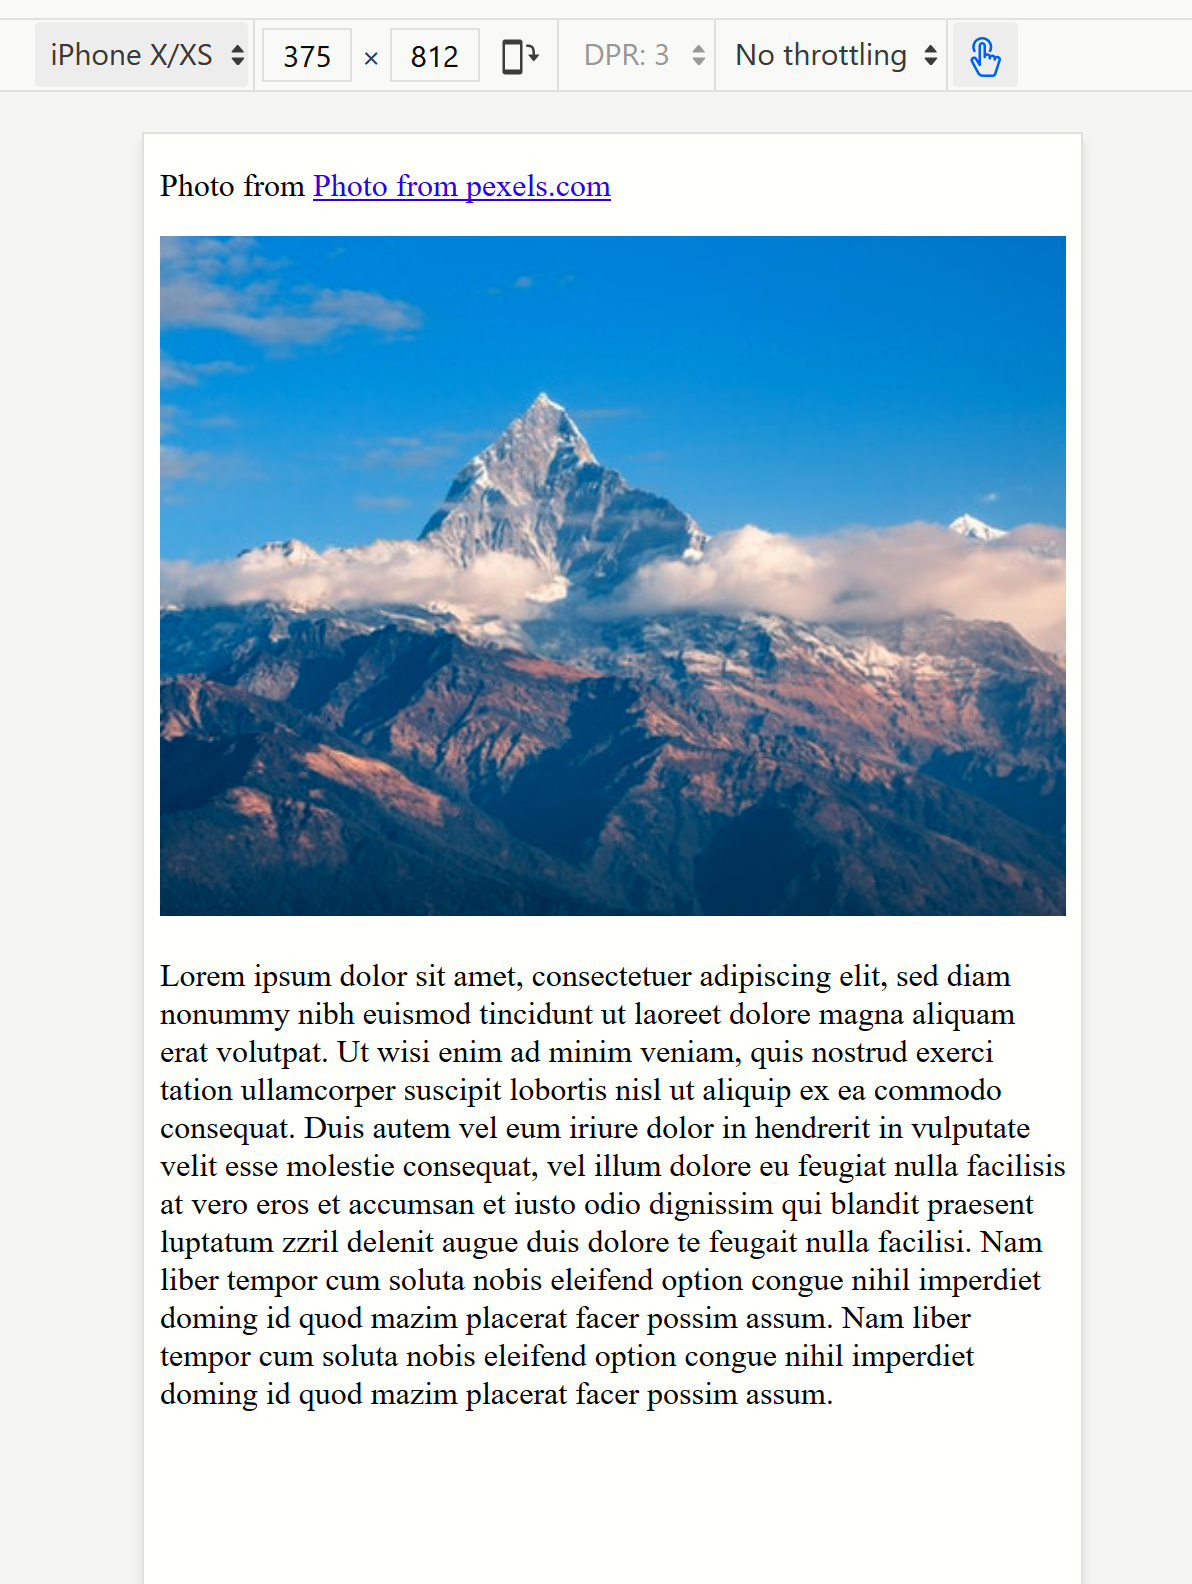 iPhone X/XS 375 × 812 DPR: 3 No throttling
Photo from Photo from pexels.com
Lorem ipsum dolor sit amet, consectetuer adipiscing elit, sed diam
nonummy nibh euismod tincidunt ut laoreet dolore magna aliquam
erat volutpat. Ut wisi enim ad minim veniam, quis nostrud exerci
tation ullamcorper suscipit lobortis nisl ut aliquip ex ea commodo
consequat. Duis autem vel eum iriure dolor in hendrerit in vulputate
velit esse molestie consequat, vel illum dolore eu feugiat nulla facilisis
at vero eros et accumsan et iusto odio dignissim qui blandit praesent
luptatum zzril delenit augue duis dolore te feugait nulla facilisi. Nam
liber tempor cum soluta nobis eleifend option congue nihil imperdiet
doming id quod mazim placerat facer possim assum. Nam liber
tempor cum soluta nobis eleifend option congue nihil imperdiet
doming id quod mazim placerat facer possim assum.